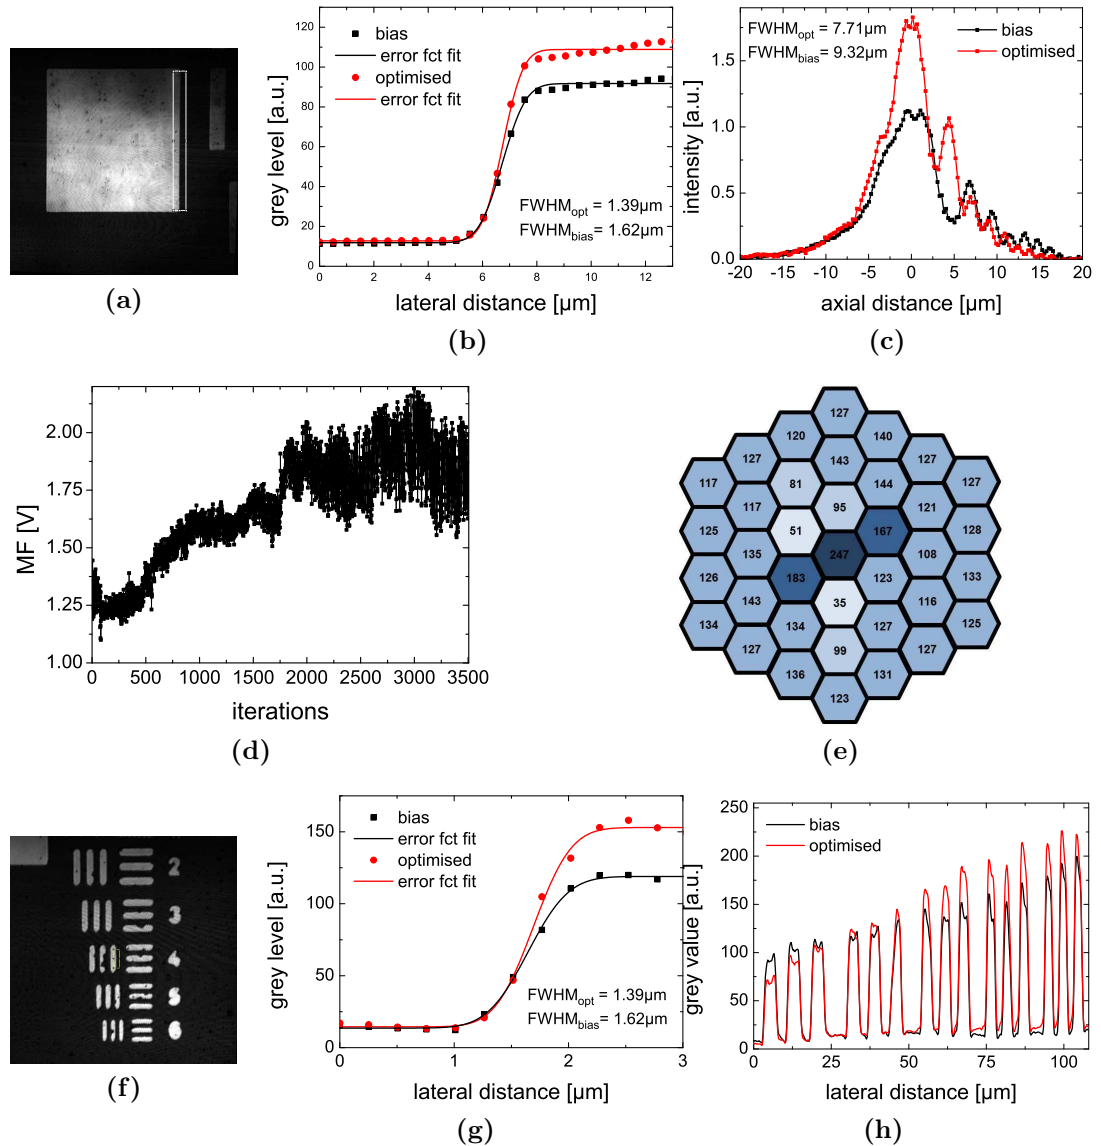 (a)
120
100
80
60
40
20
0
0
2
4
6
8
10
12
grey level [a.u.]
lateral distance [µm]
bias
error fct fit
optimised
error fct fit
FWHMopt = 1.39µm
FWHMbias= 1.62µm
(b)
1.5
1.0
0.5
0.0
-20
-15
-10
-5
0
5
10
15
20
intensity [a.u.]
axial distance [µm]
FWHMopt = 7.71µm
FWHMbias= 9.32µm
bias
optimised
(c)
2.00
1.75
1.50
1.25
1.00
0
500
1000
1500
2000
2500
3000
3500
MF [V]
iterations
(d)
127
120
140
127
143
127
117
81
144
127
117
95
121
125
51
167
128
135
247
108
126
183
123
133
143
35
116
134
134
127
125
127
99
127
136
131
123
(e)
2
3
4
5
6
(f)
150
100
50
0
0
1
2
3
grey level [a.u.]
lateral distance [µm]
bias
error fct fit
optimised
error fct fit
FWHMopt = 1.39µm
FWHMbias= 1.62µm
(g)
250
225
200
175
150
125
100
75
50
25
0
0
25
50
75
100
grey value [a.u.]
lateral distance [µm]
bias
optimised
(h)